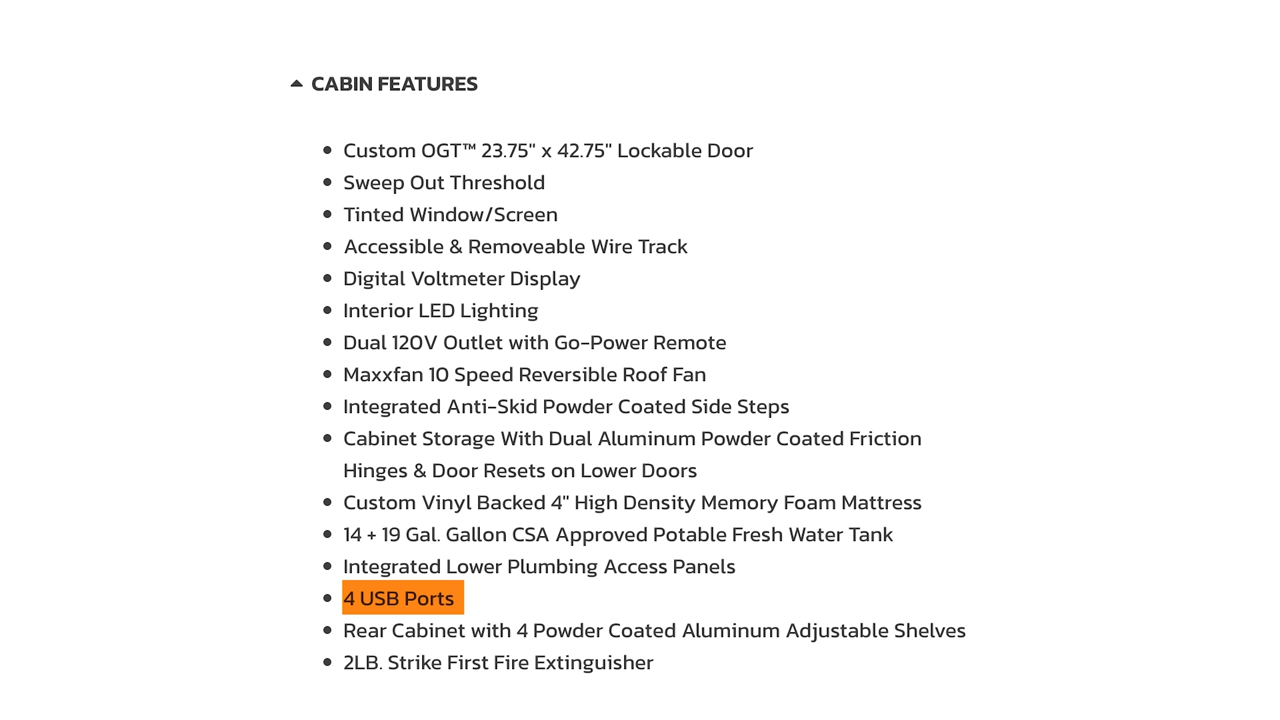 CABIN FEATURES
Custom OGT™ 23.75" x 42.75" Lockable Door
Sweep Out Threshold
Tinted Window/Screen
Accessible & Removeable Wire Track
Digital Voltmeter Display
Interior LED Lighting
Dual 120V Outlet with Go-Power Remote
Maxxfan 10 Speed Reversible Roof Fan
Integrated Anti-Skid Powder Coated Side Steps
Cabinet Storage With Dual Aluminum Powder Coated Friction
Hinges & Door Resets on Lower Doors
Custom Vinyl Backed 4" High Density Memory Foam Mattress
14 + 19 Gal. Gallon CSA Approved Potable Fresh Water Tank
Integrated Lower Plumbing Access Panels
4 USB Ports
Rear Cabinet with 4 Powder Coated Aluminum Adjustable Shelves
2LB. Strike First Fire Extinguisher